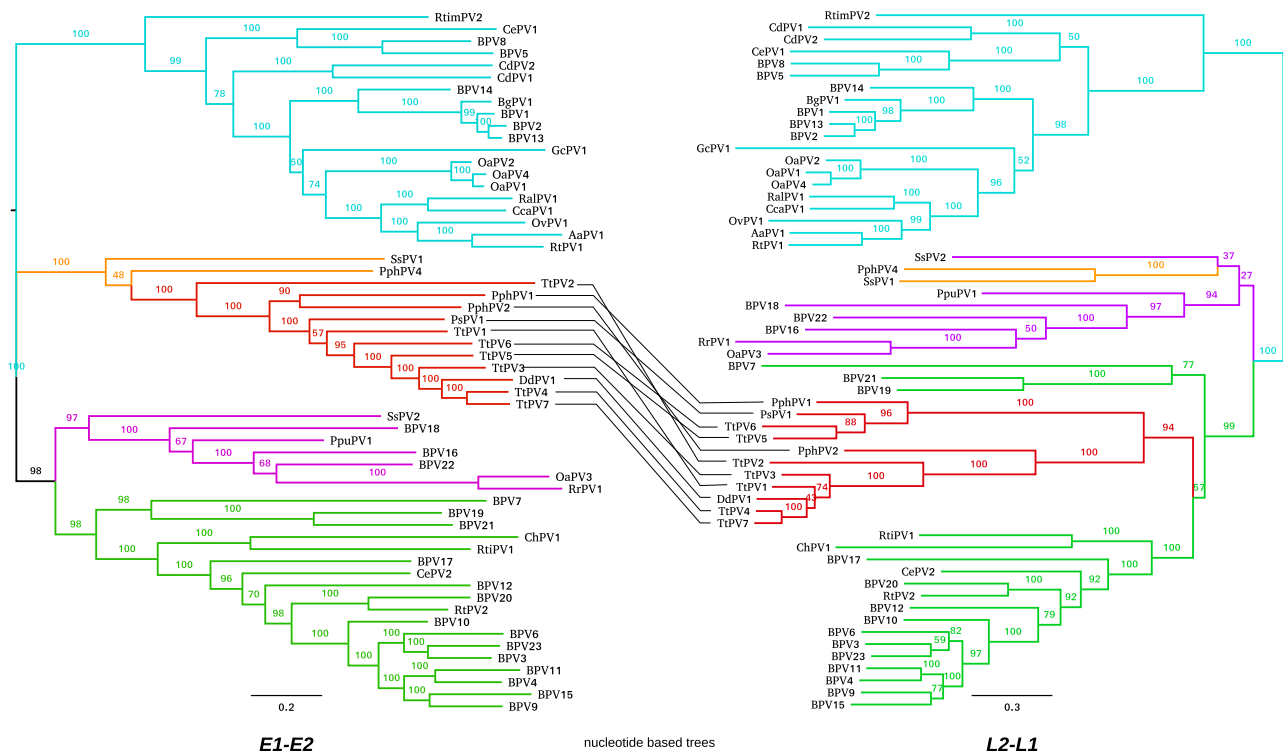 RtimPV2
100
CePV1
100
BPV8
100
BPV5
99
CdPV2
100
CdPV1
78
BPV14
100
BgPV1
100
99
BPV1
00
BPV2
100
BPV13
GcPV1
50
OaPV2
100
100
OaPV4
74
OaPV1
RalPV1
100
CcaPV1
100
OvPV1
100
AaPV1
100
RtPV1
SsPV1
100
PphPV4
48
TtPV2
100
PphPV1
90
PphPV2
100
PsPV1
100
57
TtPV1
95
TtPV6
100
TtPV5
100
TtPV3
100
DdPV1
100
TtPV4
TtPV7
100
98
SsPV2
97
BPV18
100
67
PpuPV1
100
BPV16
68
BPV22
100
OaPV3
RrPV1
BPV7
98
BPV19
100
BPV21
98
ChPV1
100
RtiPV1
100
BPV17
96
CePV2
70
BPV12
98
BPV20
100
RtPV2
100
BPV10
BPV6
100
100
BPV23
100
BPV3
BPV11
100
BPV4
100
BPV15
100
BPV9
0.2
E1-E2
nucleotide based trees
RtimPV2
100
100
CdPV1
50
CdPV2
CePV1
100
BPV8
100
BPV5
100
BPV14
100
BgPV1
100
98
BPV1
100
BPV13
BPV2
98
GcPV1
52
OaPV2
100
OaPV1
100
OaPV4
96
RalPV1
100
CcaPV1
100
OvPV1
99
AaPV1
100
RtPV1
SsPV2
37
PphPV4
100
27
SsPV1
PpuPV1
94
BPV18
97
BPV22
100
BPV16
50
RrPV1
100
OaPV3
100
BPV7
77
BPV21
100
BPV19
PphPV1
100
PsPV1
96
TtPV6
88
TtPV5
94
99
PphPV2
100
TtPV2
100
TtPV3
100
TtPV1
74
DdPV1
43
TtPV4
100
TtPV7
57
RtiPV1
100
ChPV1
100
BPV17
100
CePV2
92
BPV20
100
RtPV2
92
BPV12
79
BPV10
100
BPV6
82
BPV3
59
BPV23
97
BPV11
100
BPV4
100
BPV9
77
BPV15
0.3
L2-L1